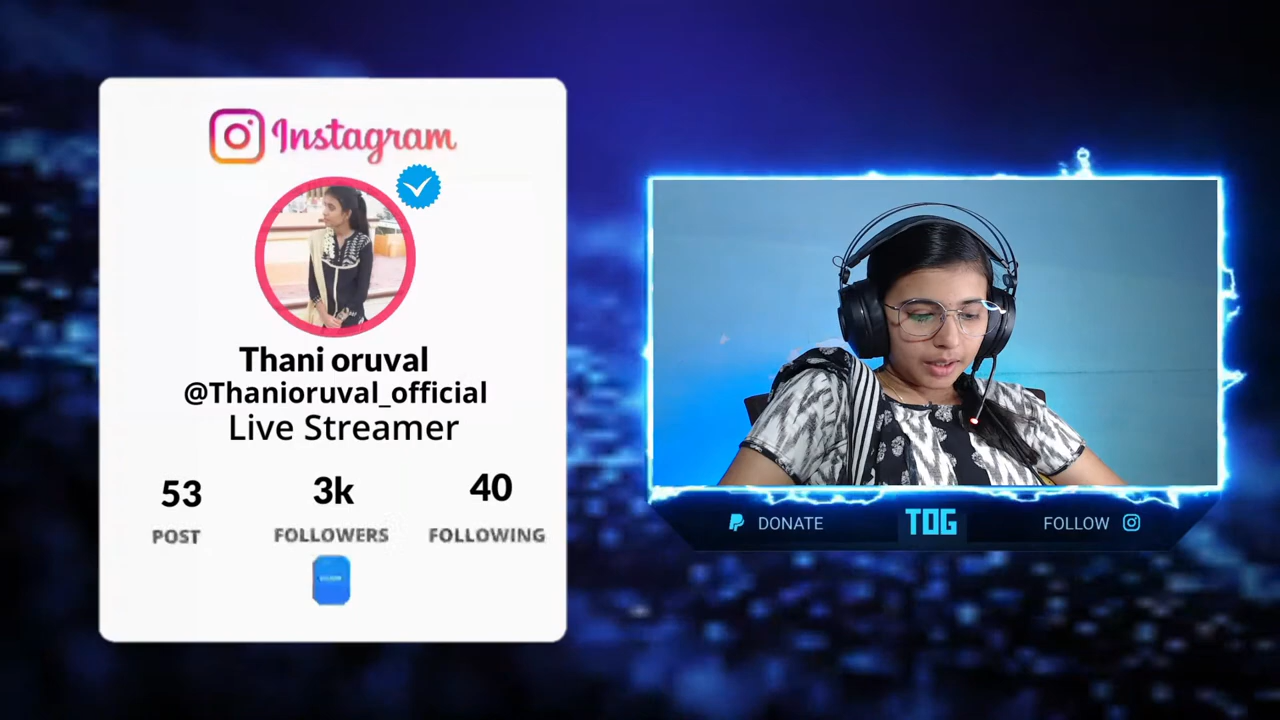 Instagram
Thani oruval
@Thanioruval_official
Live Streamer
53 3k 40
POST FOLLOWERS FOLLOWING
DONATE TOG FOLLOW